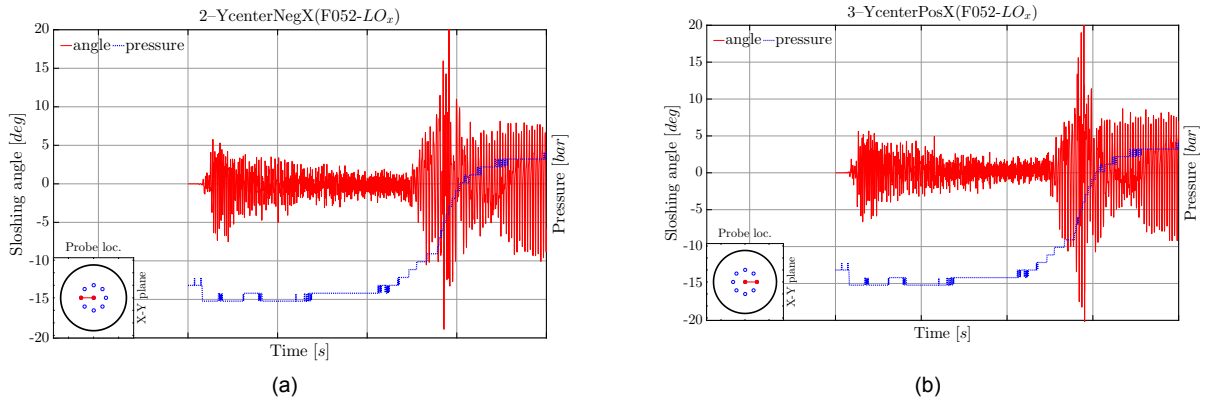 2–YcenterNegX(F052-LOx)
angle pressure
20
15
10
5
0
-5
-10
-15
-20
Sloshing angle [deg]
Pressure [bar]
Probe loc.
X-Y plane
Time [s]
(a)
3–YcenterPosX(F052-LOx)
angle pressure
20
15
10
5
0
-5
-10
-15
-20
Sloshing angle [deg]
Pressure [bar]
Probe loc.
X-Y plane
Time [s]
(b)